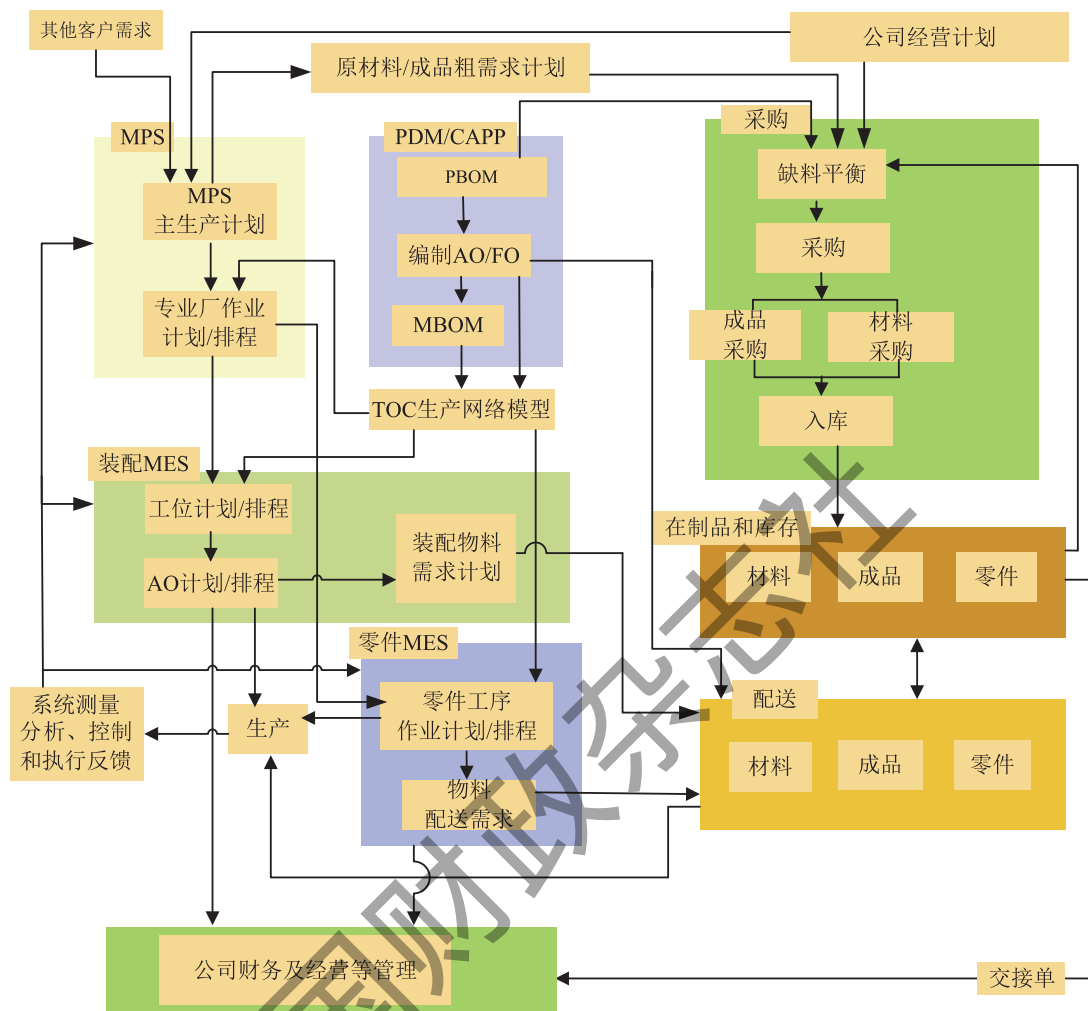 其他客户需求
公司经营计划
原材料/成品粗需求计划
MPS
MPS
主生产计划
专业厂作业
计划/排程
PDM/CAPP
PBOM
编制AO/FO
MBOM
TOC生产网络模型
采购
缺料平衡
采购
成品
采购
材料
采购
入库
装配MES
工位计划/排程
AO计划/排程
装配物料
需求计划
在制品和库存
材料
成品
零件
零件MES
零件工序
作业计划/排程
物料
配送需求
系统测量
分析、控制
和执行反馈
生产
配送
材料
成品
零件
公司财务及经营等管理
交接单
国财政杂志社